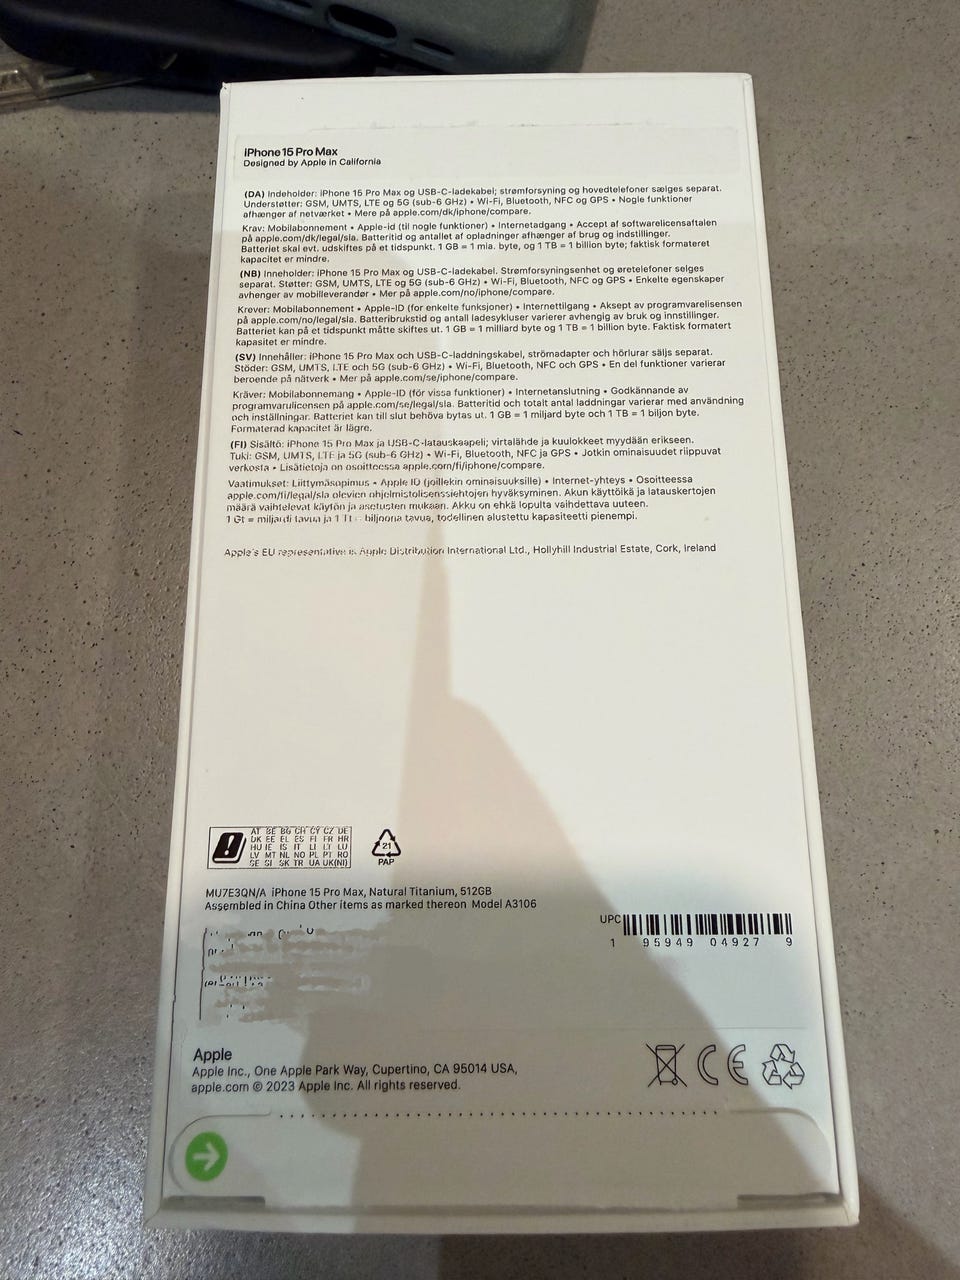 iPhone 15 Pro Max
Designed by Apple in California
(DA) Indeholder: iPhone 15 Pro Max og USB-C-ladekabel; strømforsyning og hovedtelefoner sælges separat.
Understøtter: GSM, UMTS, LTE og 5G (sub-6 GHz) • Wi-Fi, Bluetooth, NFC og GPS • Nogle funktioner
afhænger af netværket • Mere på apple.com/dk/iphone/compare.
Krav: Mobilabonnement • Apple-id (til nogle funktioner) • Internetadgang • Accept af softwarelicensaftalen
på apple.com/dk/legal/sla. Batteritid og antallet af opladninger afhænger af brug og indstillinger.
Batteriet skal evt. udskiftes på et tidspunkt. 1 GB = 1 mia. byte, og 1 TB = 1 billion byte; faktisk formateret
kapacitet er mindre.
(NB) Inneholder: iPhone 15 Pro Max og USB-C-ladekabel. Strømforsyningsenhet og øretelefoner selges
separat. Støtter: GSM, UMTS, LTE og 5G (sub-6 GHz) • Wi-Fi, Bluetooth, NFC og GPS • Enkelte egenskaper
avhenger av mobilleverandør • Mer på apple.com/no/iphone/compare.
Krever: Mobilabonnement • Apple-ID (for enkelte funksjoner) • Internettilgang • Aksept av programvarelisensen
på apple.com/no/legal/sla. Batteribrukstid og antall ladesykluser varierer avhengig av bruk og innstillinger.
Batteriet kan på et tidspunkt måtte skiftes ut. 1 GB = 1 milliard byte og 1 TB = 1 billion byte. Faktisk formatert
kapasitet er mindre.
(SV) Innehåller: iPhone 15 Pro Max och USB-C-laddningskabel, strömadapter och hörlurar säljs separat.
Stöder: GSM, UMTS, LTE och 5G (sub-6 GHz) • Wi-Fi, Bluetooth, NFC och GPS • En del funktioner varierar
beroende på nätverk • Mer på apple.com/se/iphone/compare.
Kräver: Mobilabonnemang • Apple-ID (för vissa funktioner) • Internetanslutning • Godkännande av
programvarulicensen på apple.com/se/legal/sla. Batteritid och totalt antal laddningar varierar med användning
och inställningar. Batteriet kan till slut behöva bytas ut. 1 GB = 1 miljard byte och 1 TB = 1 biljon byte.
Formaterad kapacitet är lägre.
(FI) Sisältö: iPhone 15 Pro Max ja USB-C-latauskaapeli; virtalähde ja kuulokkeet myydään erikseen.
Tuki: GSM, UMTS, LTE ja 5G (sub-6 GHz) • Wi-Fi, Bluetooth, NFC ja GPS • Jotkin ominaisuudet riippuvat
verkosta • Lisätietoja on osoitteessa apple.com/fi/iphone/compare.
Vaatimukset: Liittymäsopimus • Apple ID (joillekin ominaisuuksille) • Internet-yhteys • Osoitteessa
apple.com/fi/legal/sla olevien ohjelmistolisenssiehtojen hyväksyminen. Akun käyttöikä ja latauskertojen
määrä vaihtelevat käytön ja asetusten mukaan. Akku on ehkä lopulta vaihdettava uuteen.
1 Gt = miljardi tavua ja 1 Tt = biljoona tavua, todellinen alustettu kapasiteetti pienempi.
Apple's EU representative is Apple Distribution International Ltd., Hollyhill Industrial Estate, Cork, Ireland
AT BE BG CH CY CZ DE
DK EE EL ES FI FR HR
HU IE IS IT LI LT LU
LV MT NL NO PL PT RO
SE SI SK TR UA UK(NI)
21
PAP
MU7E3QN/A iPhone 15 Pro Max, Natural Titanium, 512GB
Assembled in China Other items as marked thereon Model A3106
UPC
1 95949 04927 9
Apple
Apple Inc., One Apple Park Way, Cupertino, CA 95014 USA,
apple.com © 2023 Apple Inc. All rights reserved.
CE